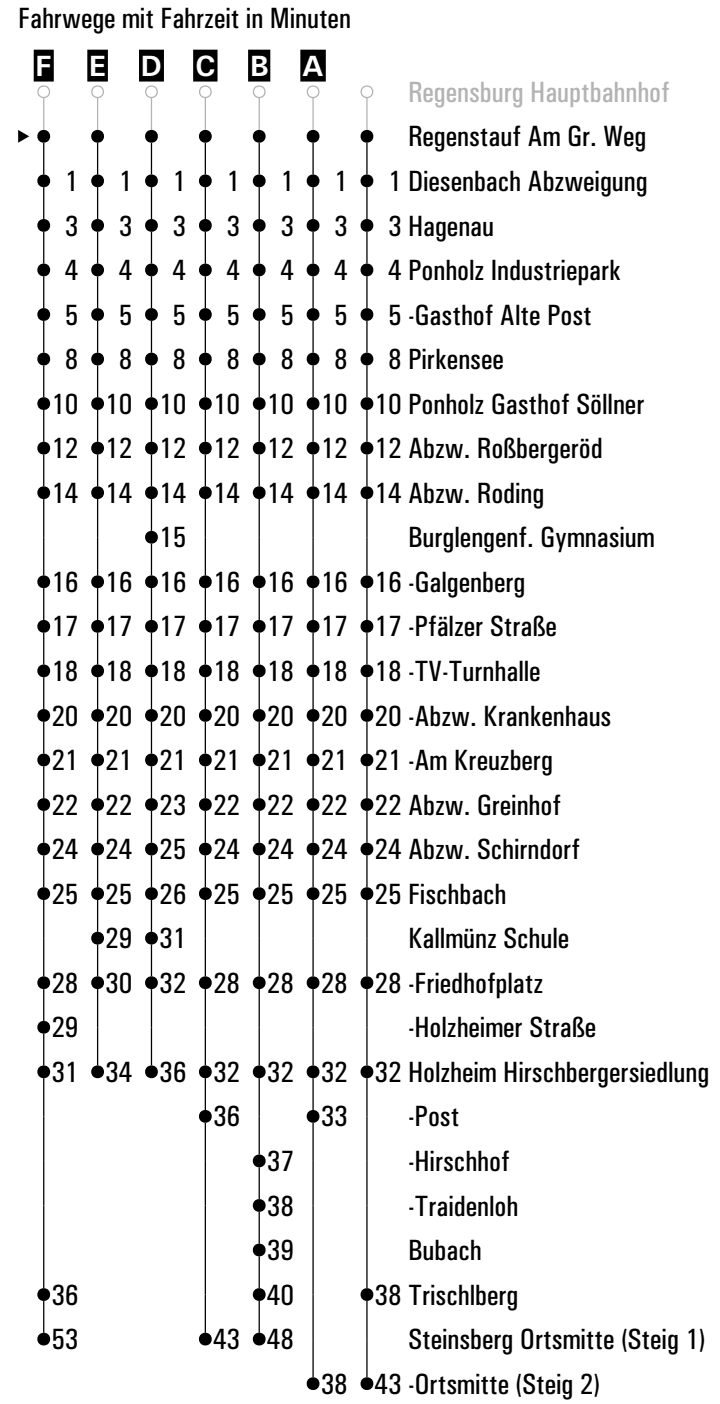 Fahrwege mit Fahrzeit in Minuten
F E D C B A
Regensburg Hauptbahnhof
Regenstauf Am Gr. Weg
1 1 1 1 1 1 1 Diesenbach Abzweigung
3 3 3 3 3 3 3 Hagenau
4 4 4 4 4 4 4 Ponholz Industriepark
5 5 5 5 5 5 5 -Gasthof Alte Post
8 8 8 8 8 8 8 Pirkensee
10 10 10 10 10 10 10 Ponholz Gasthof Söllner
12 12 12 12 12 12 12 Abzw. Roßbergeröd
14 14 14 14 14 14 14 Abzw. Roding
15 Burglengenf. Gymnasium
16 16 16 16 16 16 16 -Galgenberg
17 17 17 17 17 17 17 -Pfälzer Straße
18 18 18 18 18 18 18 -TV-Turnhalle
20 20 20 20 20 20 20 -Abzw. Krankenhaus
21 21 21 21 21 21 21 -Am Kreuzberg
22 22 23 22 22 22 22 Abzw. Greinhof
24 24 25 24 24 24 24 Abzw. Schirndorf
25 25 26 25 25 25 25 Fischbach
29 31 Kallmünz Schule
28 30 32 28 28 28 28 -Friedhofplatz
29 -Holzheimer Straße
31 34 36 32 32 32 32 Holzheim Hirschbergersiedlung
36 33 -Post
37 -Hirschhof
38 -Traidenloh
39 Bubach
36 40 38 Trischlberg
53 43 48 Steinsberg Ortsmitte (Steig 1)
38 43 -Ortsmitte (Steig 2)